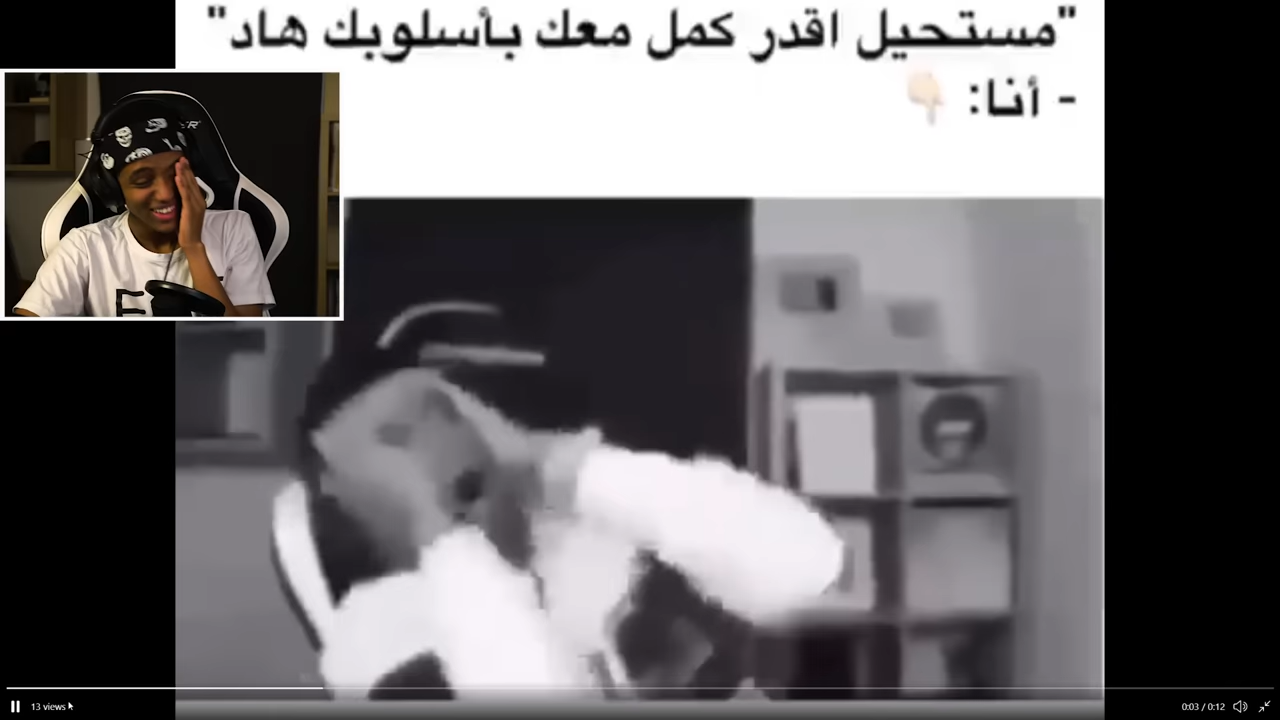 "مستحيل اقدر كمل معك بأسلوبك هاد"
- أنا: 👇🏻
13 views
0:03 / 0:12